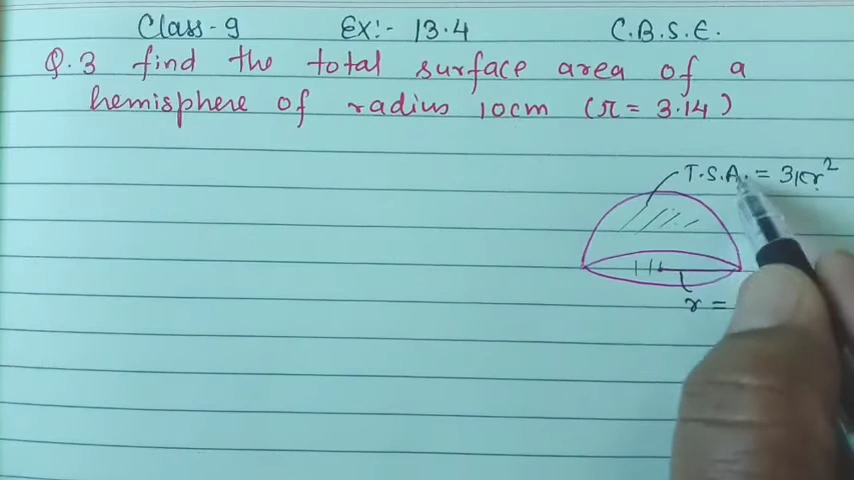 Class-9 Ex:- 13.4 C.B.S.E.
Q.3 find the total surface area of a
hemisphere of radius 10cm (π = 3.14)
T.S.A. = 3πr²
r =